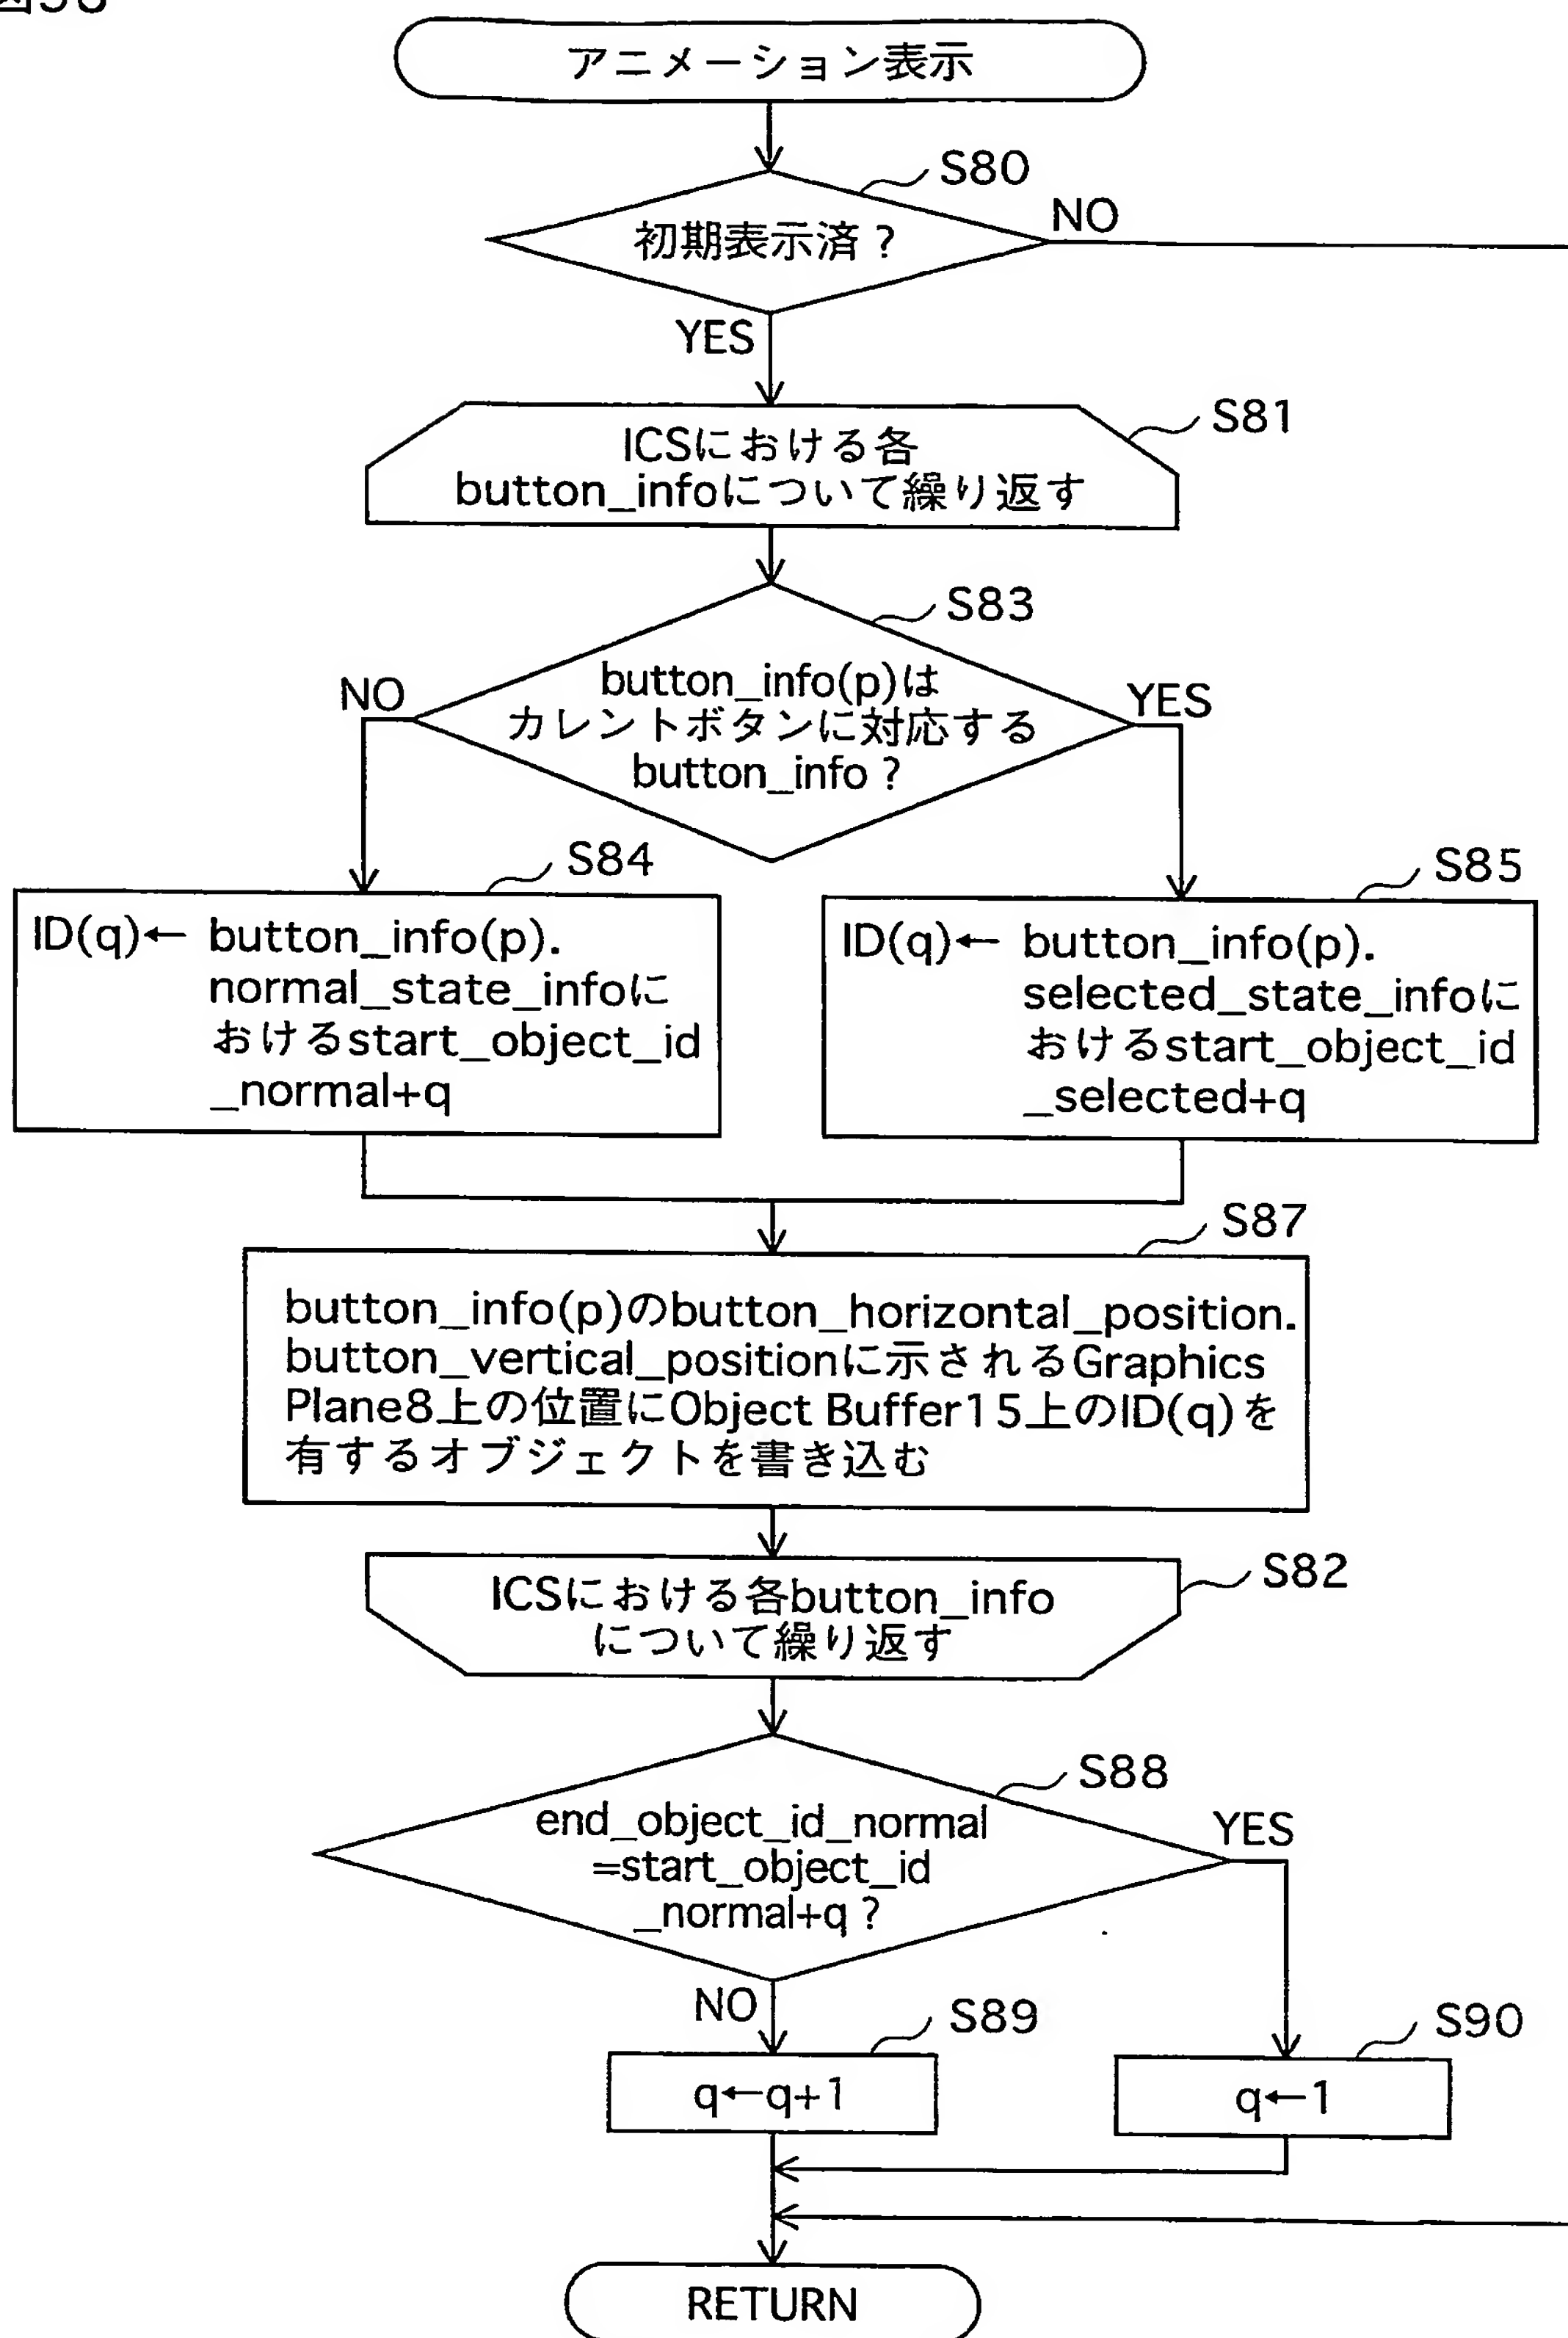 アニメーション表示
S80
初期表示済?
NO
YES
S81
ICSにおける各
button_infoについて繰り返す
S83
button_info(p)は
カレントボタンに対応する
button_info?
NO
YES
S84
ID(q)← button_info(p).
normal_state_infoに
おけるstart_object_id
_normal+q
S85
ID(q)← button_info(p).
selected_state_infoに
おけるstart_object_id
_selected+q
S87
button_info(p)のbutton_horizontal_position.
button_vertical_positionに示されるGraphics
Plane8上の位置にObject Buffer15上のID(q)を
有するオブジェクトを書き込む
S82
ICSにおける各button_info
について繰り返す
S88
end_object_id_normal
=start_object_id
_normal+q?
YES
NO
S89
q←q+1
S90
q←1
RETURN